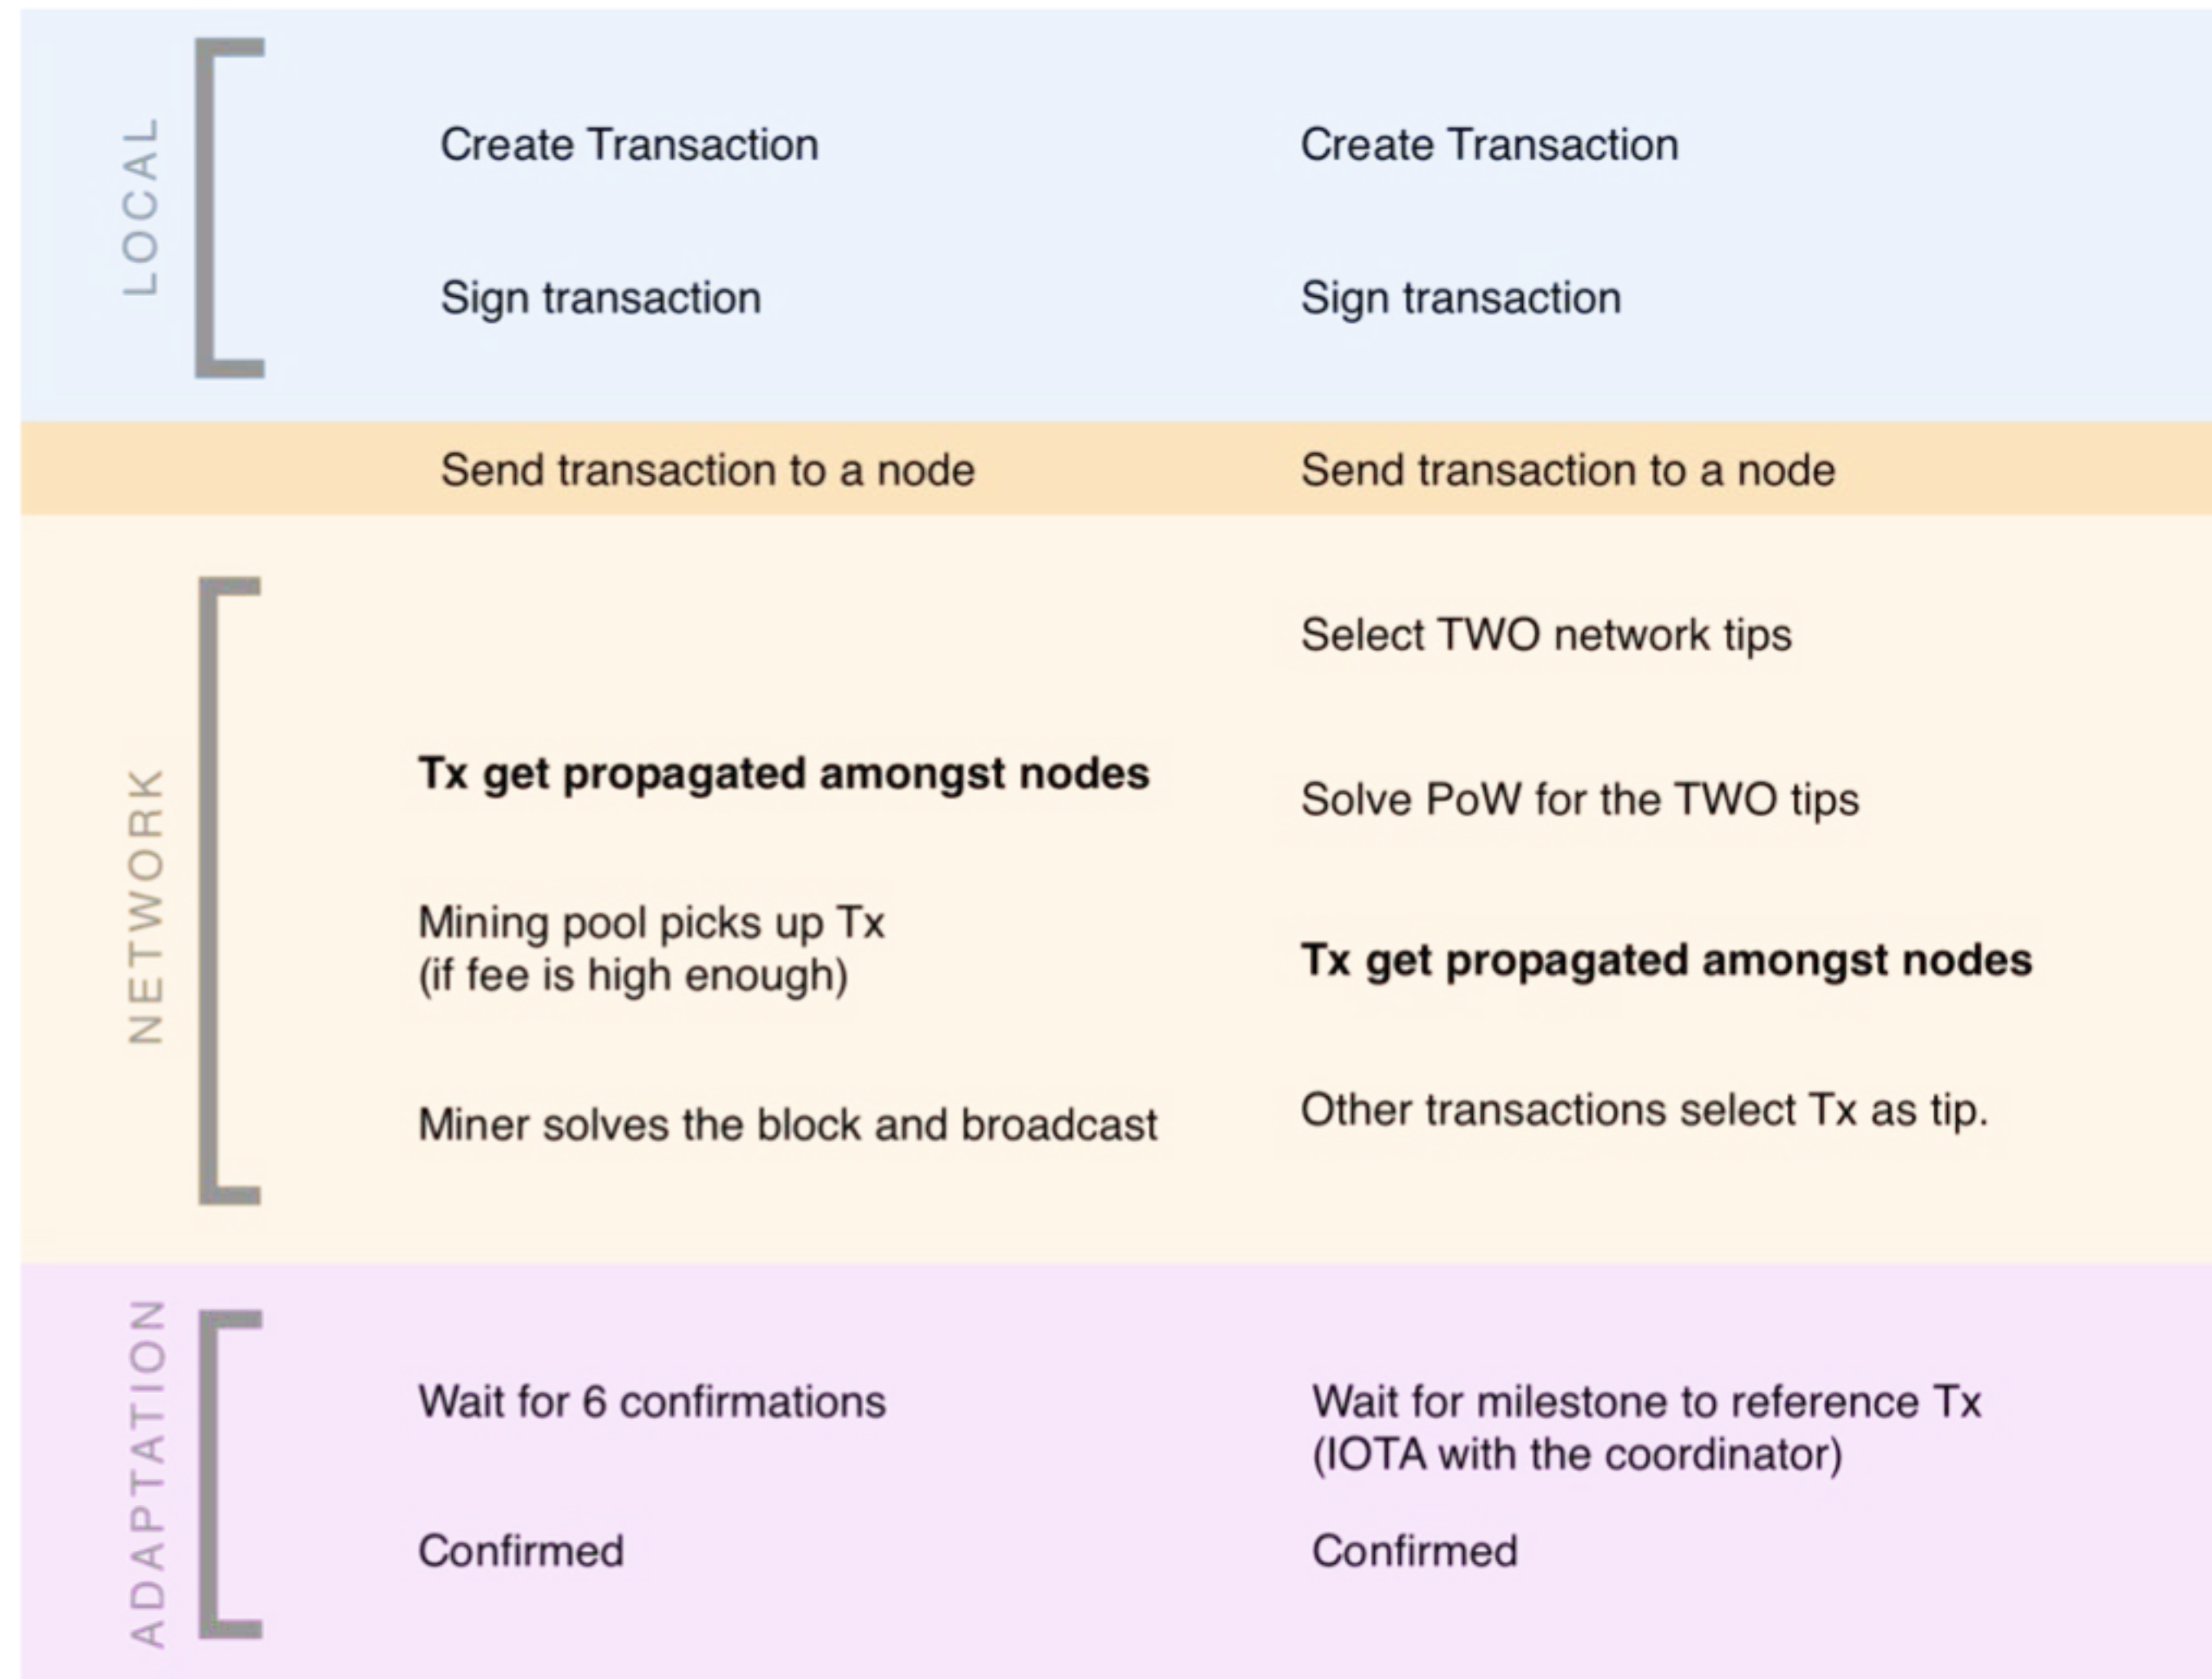 LOCAL
Create Transaction
Create Transaction
Sign transaction
Sign transaction
Send transaction to a node
Send transaction to a node
NETWORK
Select TWO network tips
Tx get propagated amongst nodes
Solve PoW for the TWO tips
Mining pool picks up Tx
(if fee is high enough)
Tx get propagated amongst nodes
Miner solves the block and broadcast
Other transactions select Tx as tip.
ADAPTATION
Wait for 6 confirmations
Wait for milestone to reference Tx
(IOTA with the coordinator)
Confirmed
Confirmed